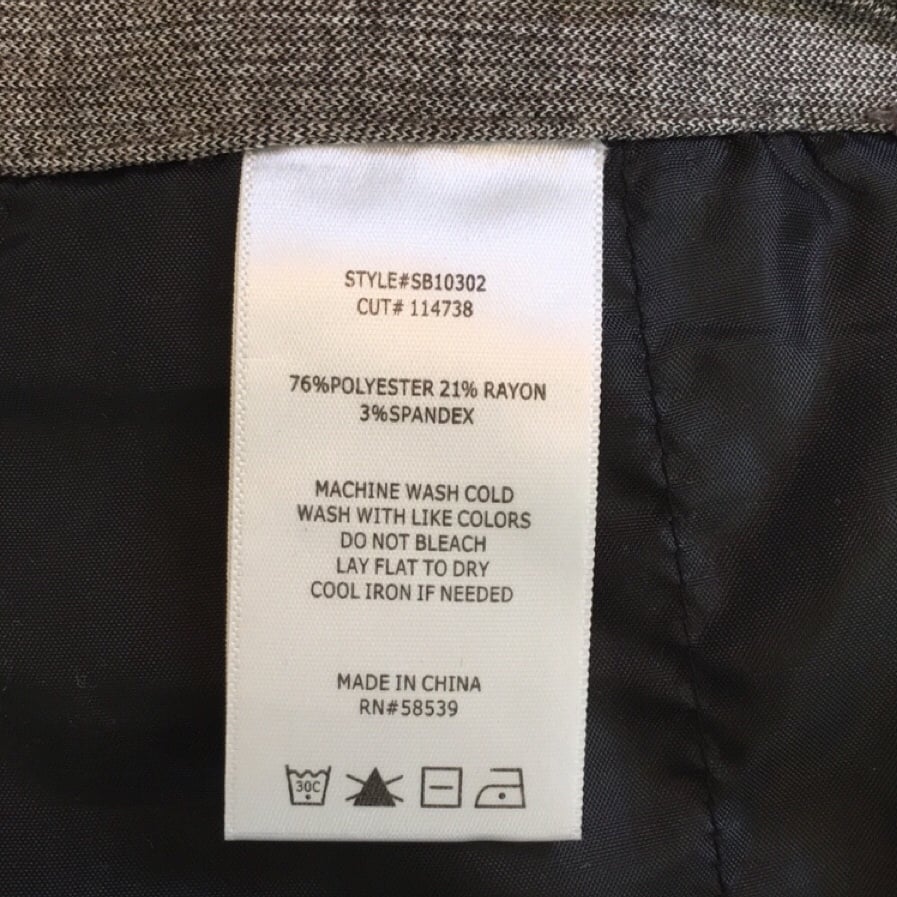 STYLE#SB10302
CUT# 114738
76%POLYESTER 21% RAYON
3%SPANDEX
MACHINE WASH COLD
WASH WITH LIKE COLORS
DO NOT BLEACH
LAY FLAT TO DRY
COOL IRON IF NEEDED
MADE IN CHINA
RN#58539
30C